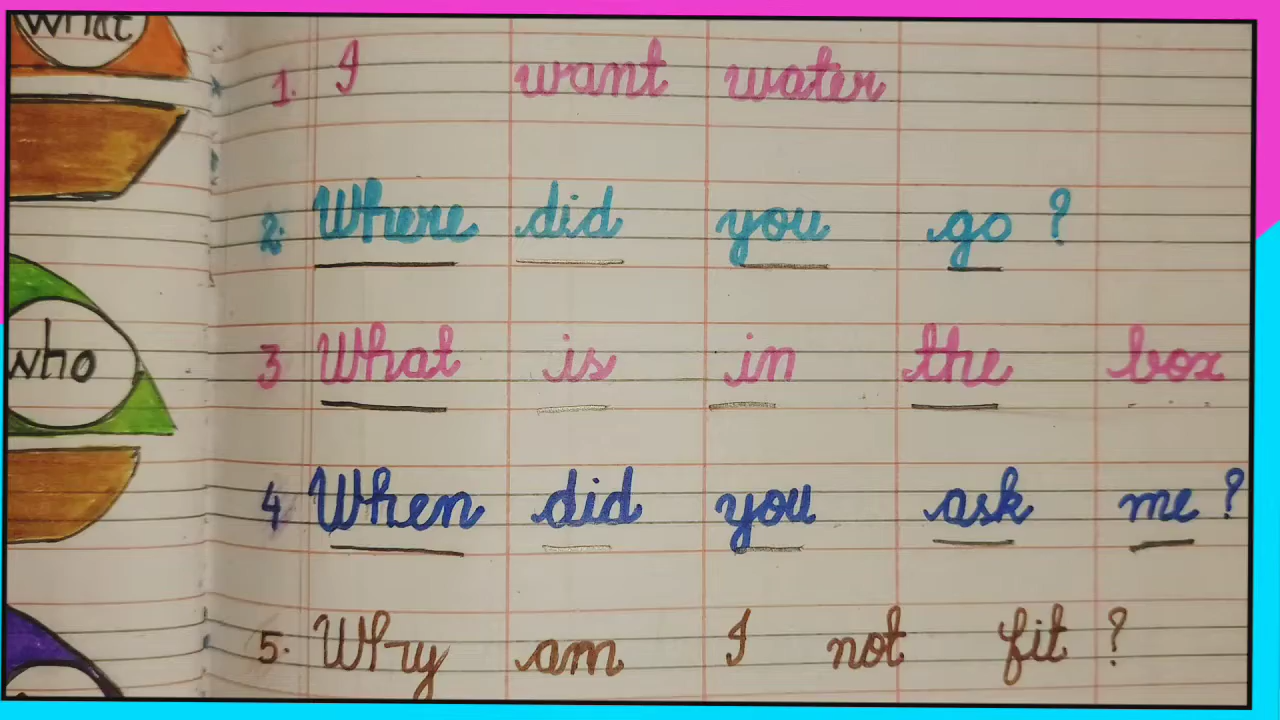 what
1. I want water
2. Where did you go ?
3 What is in the box
who
4 When did you ask me ?
5. Why am I not fit ?